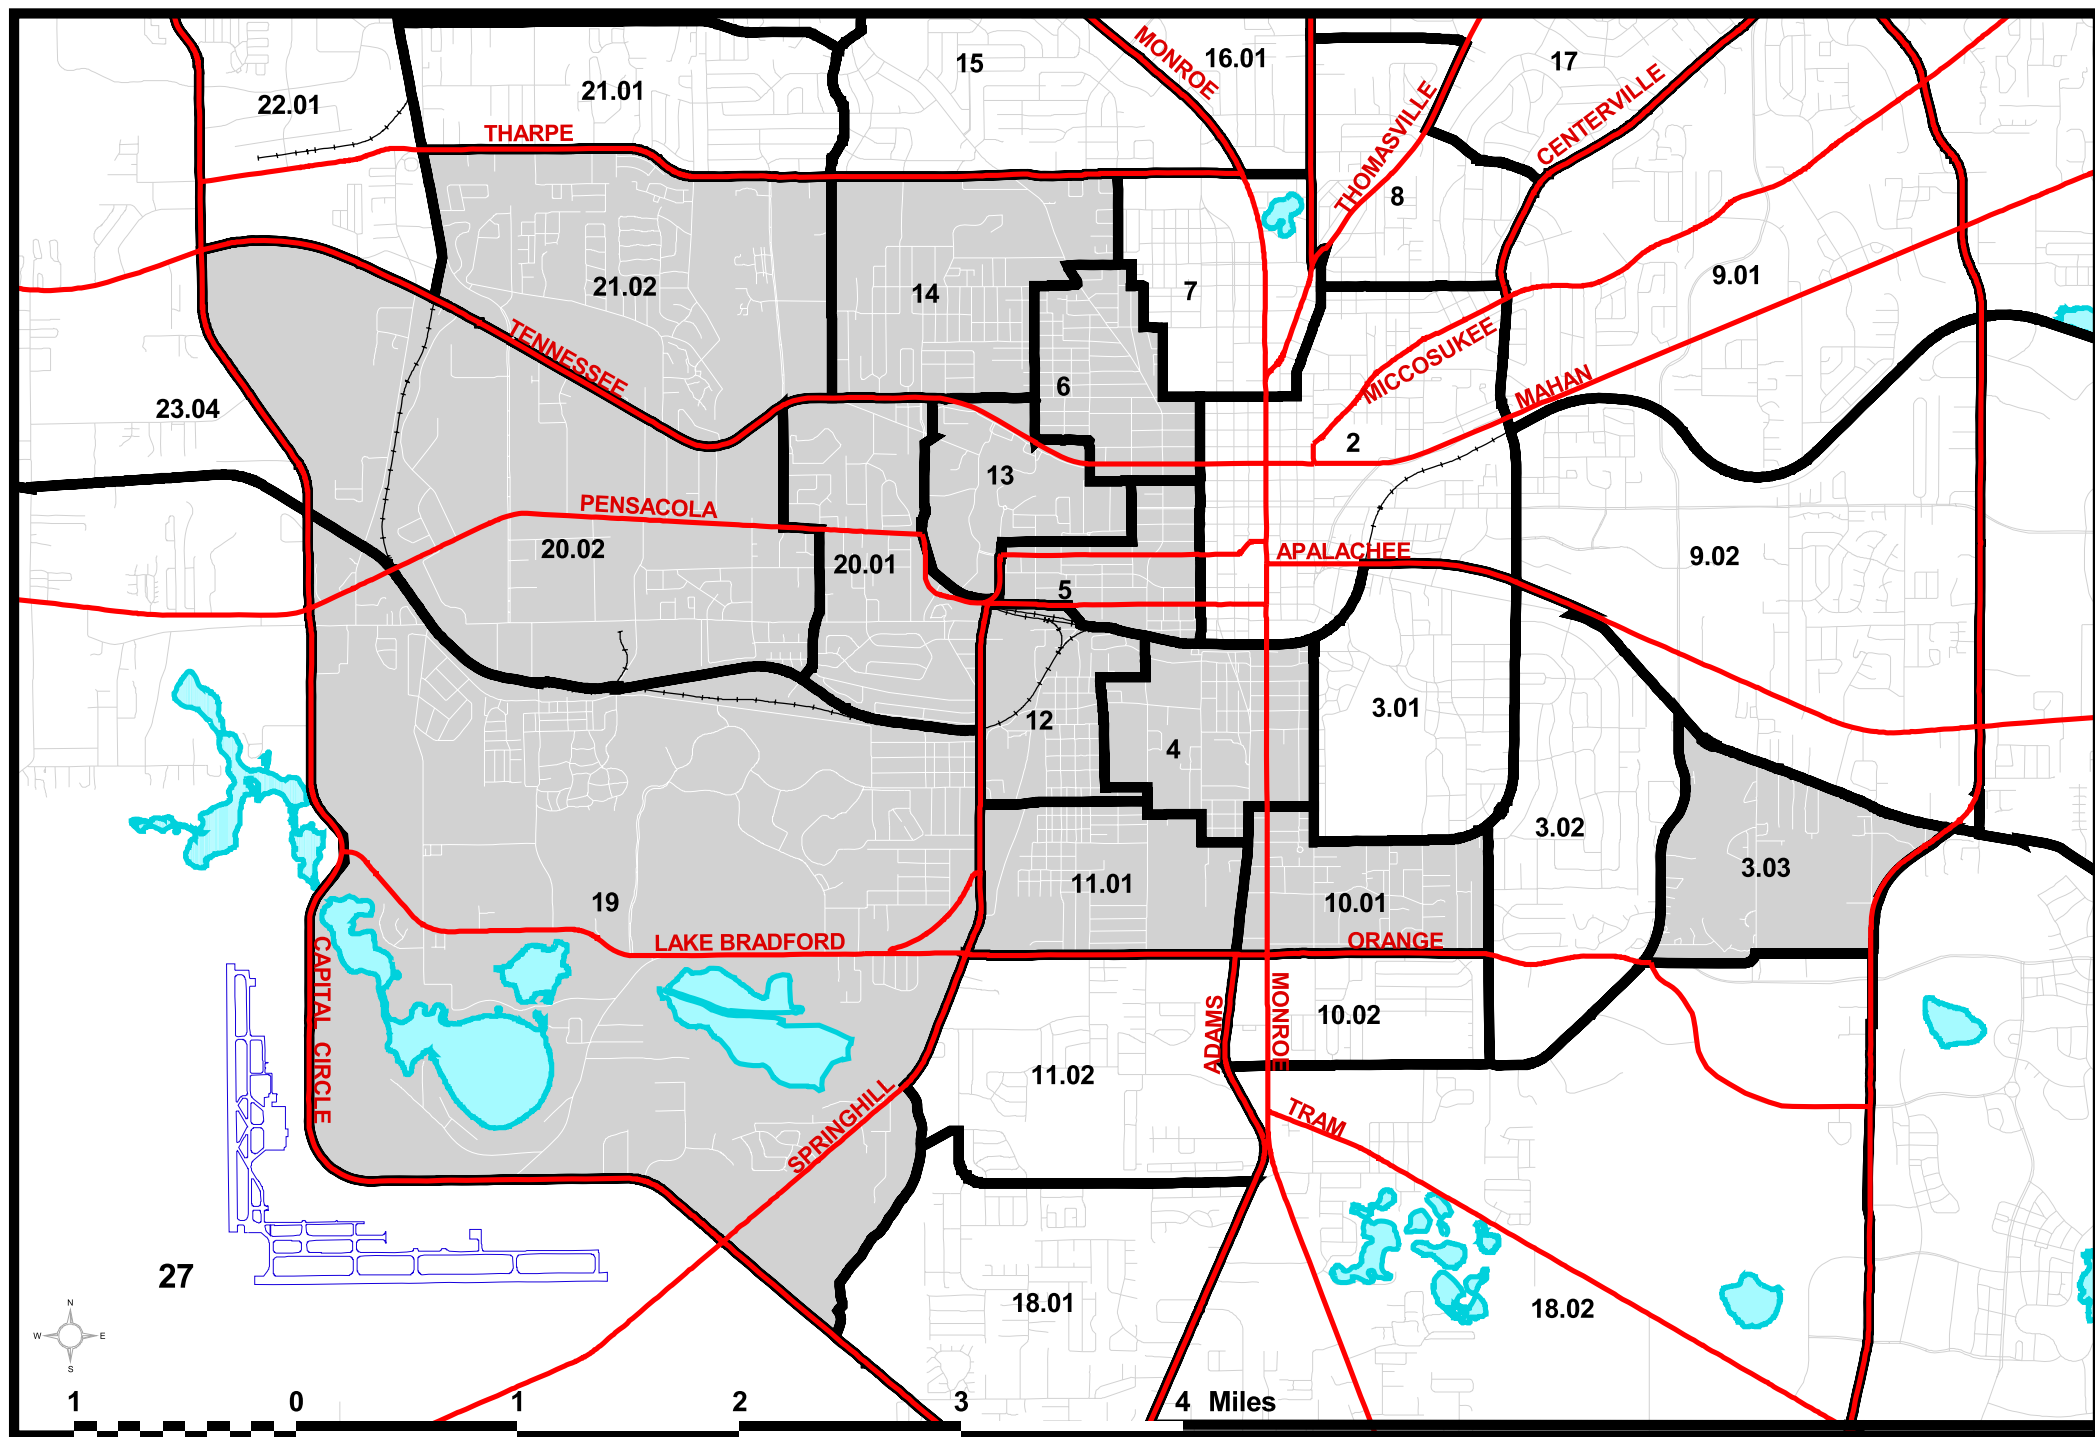 MONROE
16.01
15
17
22.01
21.01
CENTERVILLE
THOMASVILLE
THARPE
8
9.01
21.02
14
7
TENNESSEE
MICCOSUKEE
6
MAHAN
23.04
2
13
PENSACOLA
20.02
20.01
APALACHEE
9.02
5
12
3.01
4
3.02
3.03
19
11.01
10.01
LAKE BRADFORD
ORANGE
CAPITAL CIRCLE
ADAMS
MONROE
10.02
11.02
SPRINGHILL
TRAM
27
18.01
18.02
N
W E
S
1 0 1 2 3 4 Miles